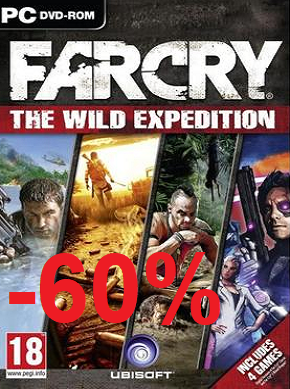 PC DVD-ROM
FARCRY®
THE WILD EXPEDITION
-60%
INCLUDES
4 GAMES
18
www.pegi.info
UBISOFT